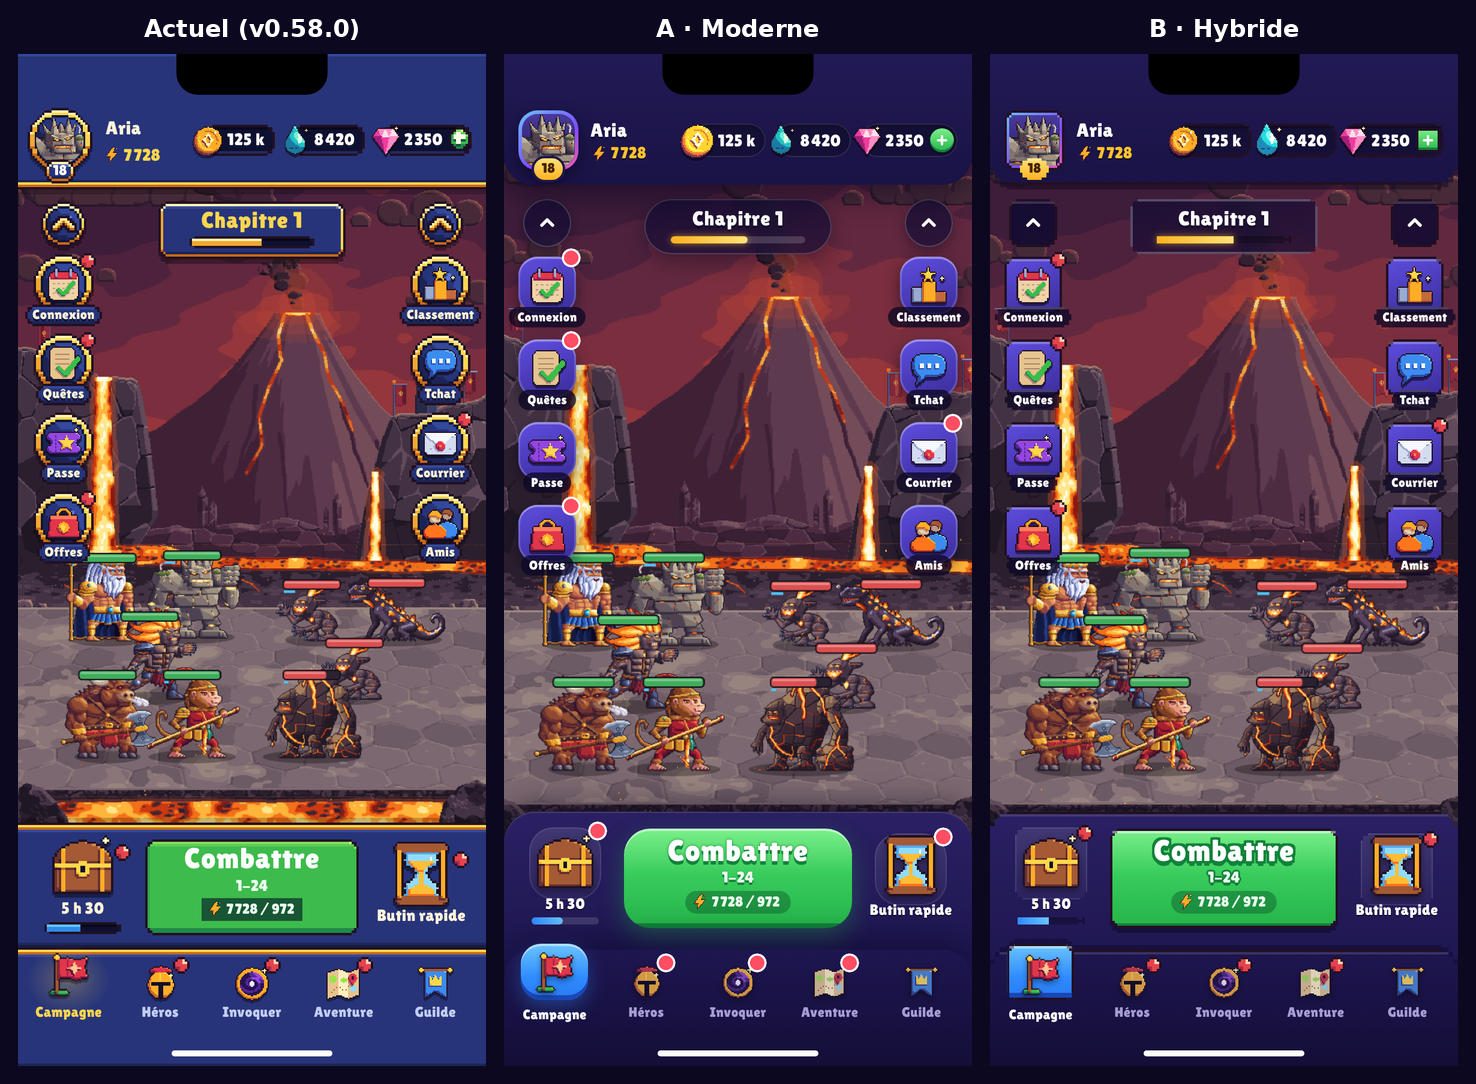 Actuel (v0.58.0)
Aria
7728
125 k
8420
2350
18
Chapitre 1
Connexion
Classement
Quêtes
Tchat
Passe
Courrier
Offres
Amis
Combattre
1-24
7728 / 972
5 h 30
Butin rapide
Campagne
Héros
Invoquer
Aventure
Guilde
A · Moderne
Aria
7728
125 k
8420
2350
18
Chapitre 1
Connexion
Classement
Quêtes
Tchat
Passe
Courrier
Offres
Amis
Combattre
1-24
7728 / 972
5 h 30
Butin rapide
Campagne
Héros
Invoquer
Aventure
Guilde
B · Hybride
Aria
7728
125 k
8420
2350
18
Chapitre 1
Connexion
Classement
Quêtes
Tchat
Passe
Courrier
Offres
Amis
Combattre
1-24
7728 / 972
5 h 30
Butin rapide
Campagne
Héros
Invoquer
Aventure
Guilde